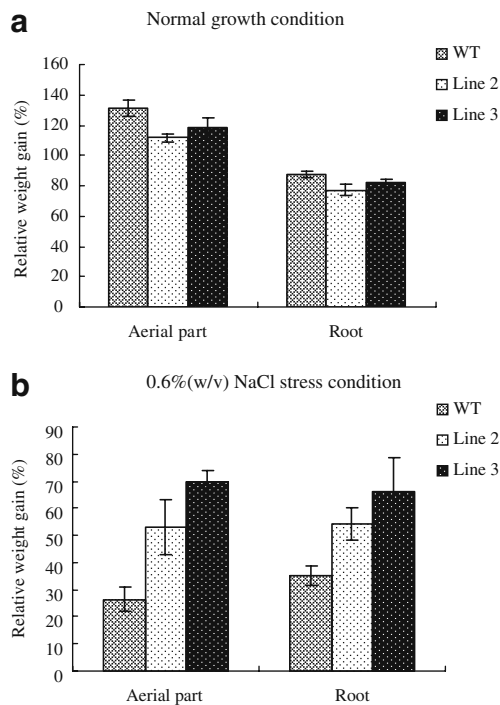 a
Normal growth condition
WT
Line 2
Line 3
Relative weight gain (%)
160
140
120
100
80
60
40
20
0
Aerial part Root
b
0.6%(w/v) NaCl stress condition
WT
Line 2
Line 3
Relative weight gain (%)
90
80
70
60
50
40
30
20
10
0
Aerial part Root